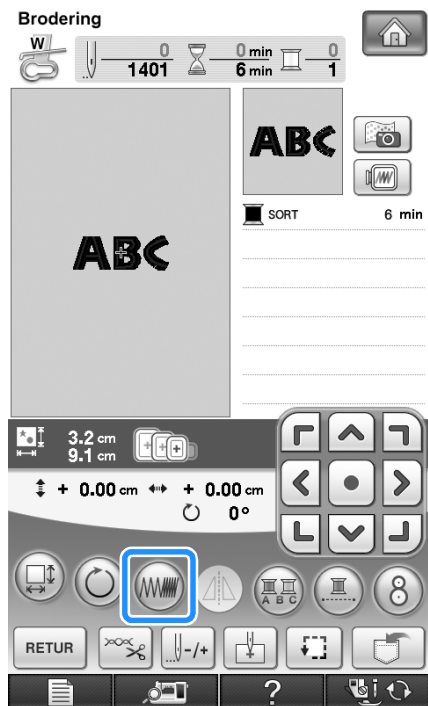 Brodering
W
0
1401
0 min
6 min
0
1
ABC
ABC
SORT 6 min
3.2 cm
9.1 cm
+ 0.00 cm + 0.00 cm
0°
A B C
8
RETUR
-/+
?